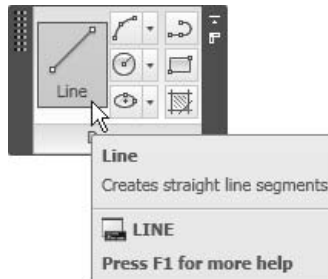 Line
Line
Creates straight line segments
LINE
Press F1 for more help